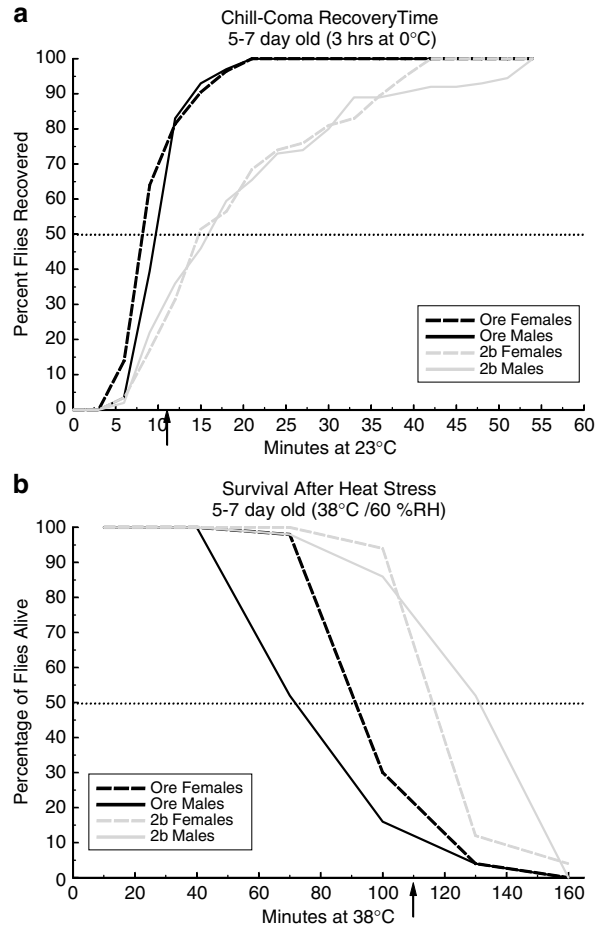 a
Chill-Coma RecoveryTime
5-7 day old (3 hrs at 0°C)
Percent Flies Recovered
100
90
80
70
60
50
40
30
20
10
0
Ore Females
Ore Males
2b Females
2b Males
0 5 10 15 20 25 30 35 40 45 50 55 60
Minutes at 23°C
b
Survival After Heat Stress
5-7 day old (38°C /60 %RH)
Percentage of Flies Alive
100
90
80
70
60
50
40
30
20
10
0
Ore Females
Ore Males
2b Females
2b Males
0 20 40 60 80 100 120 140 160
Minutes at 38°C